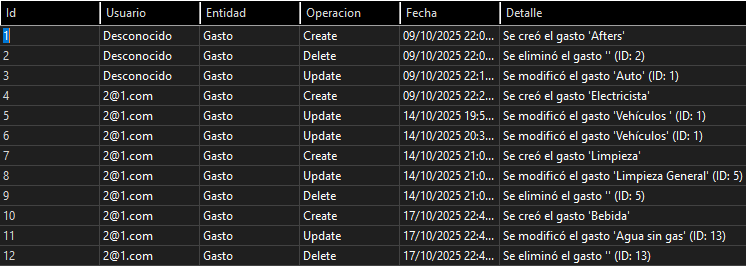 Id Usuario Entidad Operacion Fecha Detalle
1 Desconocido Gasto Create 09/10/2025 22:0... Se creó el gasto 'Afters'
2 Desconocido Gasto Delete 09/10/2025 22:0... Se eliminó el gasto '' (ID: 2)
3 Desconocido Gasto Update 09/10/2025 22:1... Se modificó el gasto 'Auto' (ID: 1)
4 2@1.com Gasto Create 09/10/2025 22:2... Se creó el gasto 'Electricista'
5 2@1.com Gasto Update 14/10/2025 19:5... Se modificó el gasto 'Vehículos ' (ID: 1)
6 2@1.com Gasto Update 14/10/2025 20:3... Se modificó el gasto 'Vehículos' (ID: 1)
7 2@1.com Gasto Create 14/10/2025 21:0... Se creó el gasto 'Limpieza'
8 2@1.com Gasto Update 14/10/2025 21:0... Se modificó el gasto 'Limpieza General' (ID: 5)
9 2@1.com Gasto Delete 14/10/2025 21:0... Se eliminó el gasto '' (ID: 5)
10 2@1.com Gasto Create 17/10/2025 22:4... Se creó el gasto 'Bebida'
11 2@1.com Gasto Update 17/10/2025 22:4... Se modificó el gasto 'Agua sin gas' (ID: 13)
12 2@1.com Gasto Delete 17/10/2025 22:4... Se eliminó el gasto '' (ID: 13)